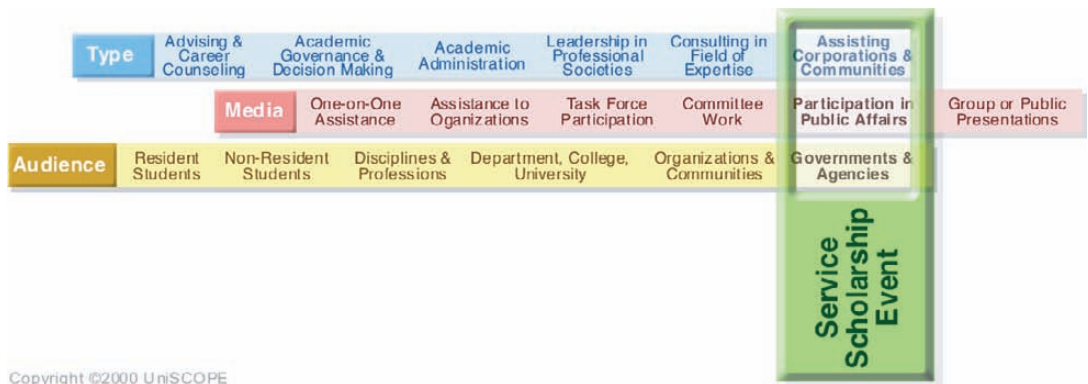 Type
Advising &
Career
Counseling
Academic
Governance &
Decision Making
Academic
Administration
Leadership in
Professional
Societies
Consulting in
Field of
Expertise
Assisting
Corporations &
Communities
Media
One-on-One
Assistance
Assistance to
Oganizations
Task Force
Participation
Committee
Work
Participation in
Public Affairs
Group or Public
Presentations
Audience
Resident
Students
Non-Resident
Students
Disciplines &
Professions
Department, College,
University
Organizations &
Communities
Governments &
Agencies
Service
Scholarship
Event
Copyright ©2000 UniSCOPE